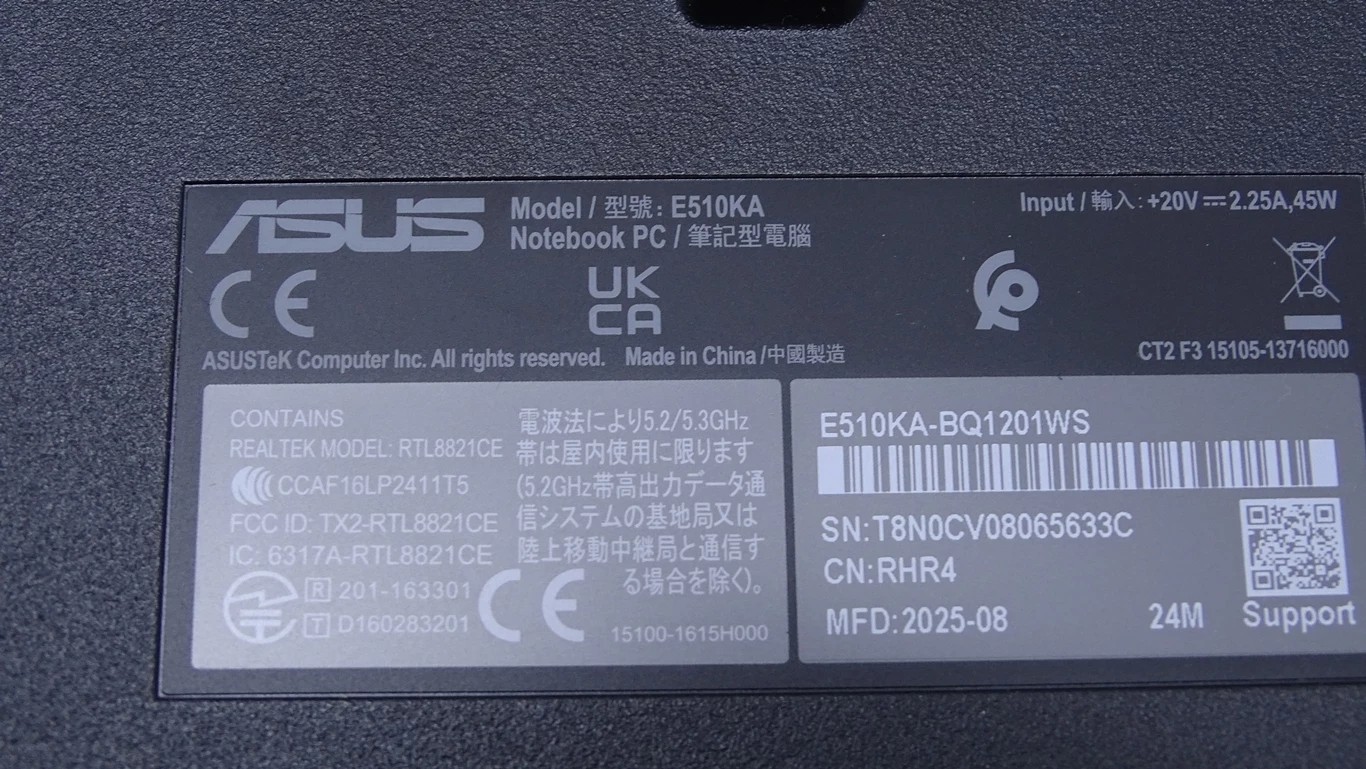 ASUS
Model / 型號: E510KA
Notebook PC / 筆記型電腦
Input / 輸入: +20V⎓2.25A,45W
CE
UK
CA
ASUSTeK Computer Inc. All rights reserved. Made in China /中國製造
CT2 F3 15105-13716000
CONTAINS
REALTEK MODEL: RTL8821CE
CCAF16LP2411T5
FCC ID: TX2-RTL8821CE
IC: 6317A-RTL8821CE
R 201-163301
T D160283201
CE
電波法により5.2/5.3GHz
帯は屋内使用に限ります
(5.2GHz帯高出力データ通
信システムの基地局又は
陸上移動中継局と通信す
る場合を除く)。
15100-1615H000
E510KA-BQ1201WS
SN:T8N0CV08065633C
CN:RHR4
MFD:2025-08
24M
Support